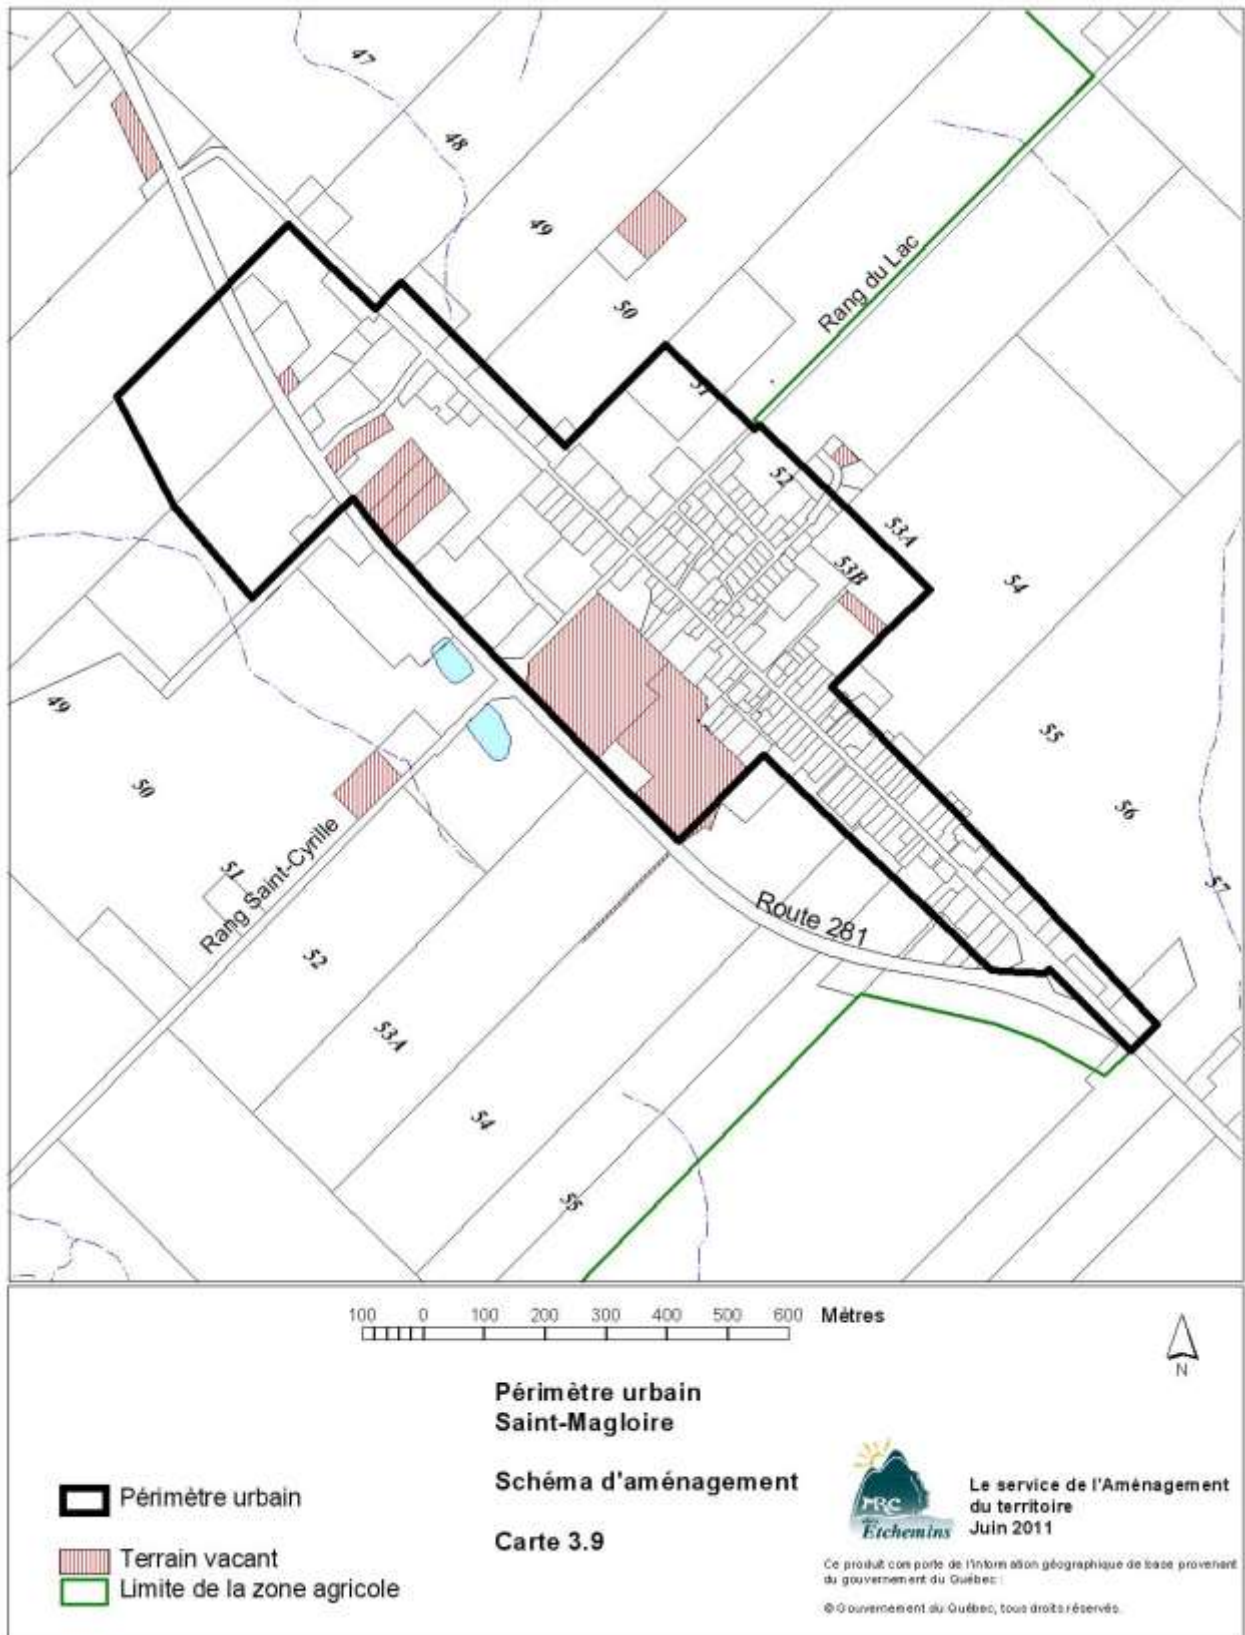 47
48
49
50
Rang du Lac
51
52
53A
53B
54
49
55
50
56
51
57
Rang Saint-Cyrille
Route 281
52
53A
54
55
100 0 100 200 300 400 500 600 Mètres
N
Périmètre urbain
Saint-Magloire
Schéma d'aménagement
Carte 3.9
Périmètre urbain
Terrain vacant
Limite de la zone agricole
MRC
des
Etchemins
Le service de l'Aménagement
du territoire
Juin 2011
Ce produit comporte de l'information géographique de base provenant
du gouvernement du Québec :
© Gouvernement du Québec, tous droits réservés.